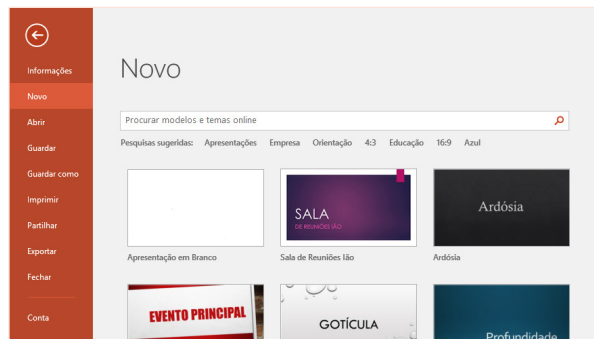 Informações
Novo
Abrir
Guardar
Guardar como
Imprimir
Partilhar
Exportar
Fechar
Conta
Novo
Procurar modelos e temas online
Pesquisas sugeridas: Apresentações Empresa Orientação 4:3 Educação 16:9 Azul
SALA
DE REUNIÕES IÃO
Ardósia
Apresentação em Branco
Sala de Reuniões Ião
Ardósia
EVENTO PRINCIPAL
GOTÍCULA
Profundidade